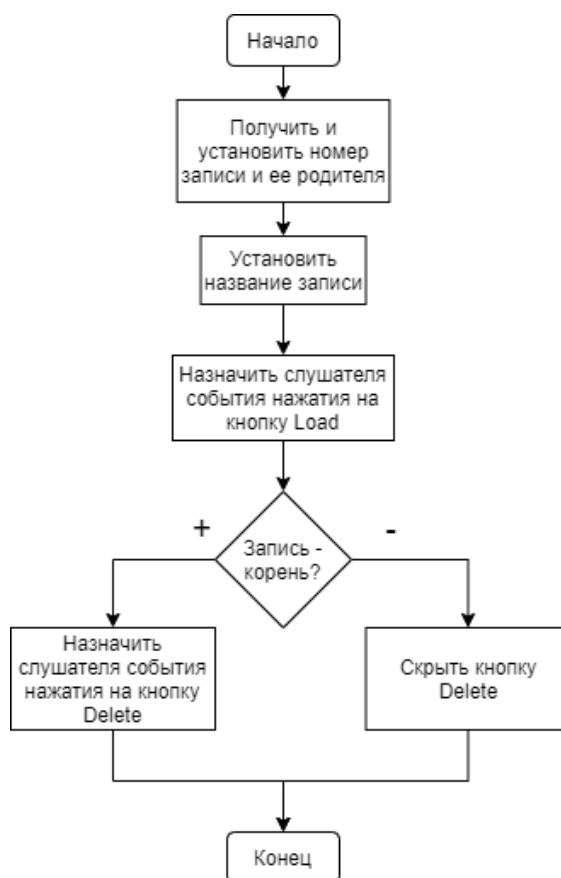 Начало
Получить и
установить номер
записи и ее родителя
Установить
название записи
Назначить слушателя
события нажатия на
кнопку Load
+
-
Запись -
корень?
Назначить
слушателя события
нажатия на кнопку
Delete
Скрыть кнопку
Delete
Конец